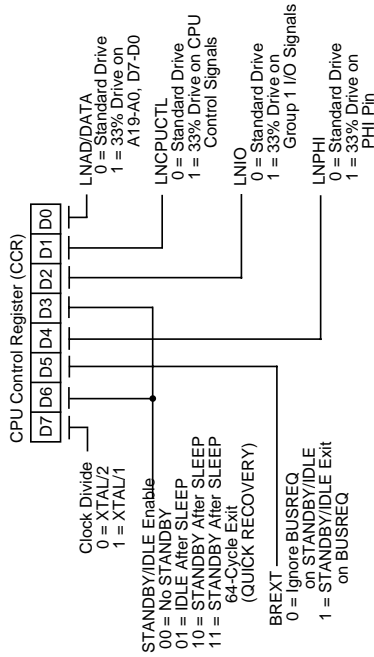 CPU Control Register (CCR)
D7 D6 D5 D4 D3 D2 D1 D0
Clock Divide
0 = XTAL/2
1 = XTAL/1
STANDBY/IDLE Enable
00 = No STANDBY
01 = IDLE After SLEEP
10 = STANDBY After SLEEP
11 = STANDBY After SLEEP
64-Cycle Exit
(QUICK RECOVERY)
BREXT
0 = Ignore BUSREQ
on STANDBY/IDLE
1 = STANDBY/IDLE Exit
on BUSREQ
LNAD/DATA
0 = Standard Drive
1 = 33% Drive on
A19-A0, D7-D0
LNCPUCTL
0 = Standard Drive
1 = 33% Drive on CPU
Control Signals
LNIO
0 = Standard Drive
1 = 33% Drive on
Group 1 I/O Signals
LNPHI
0 = Standard Drive
1 = 33% Drive on
PHI Pin